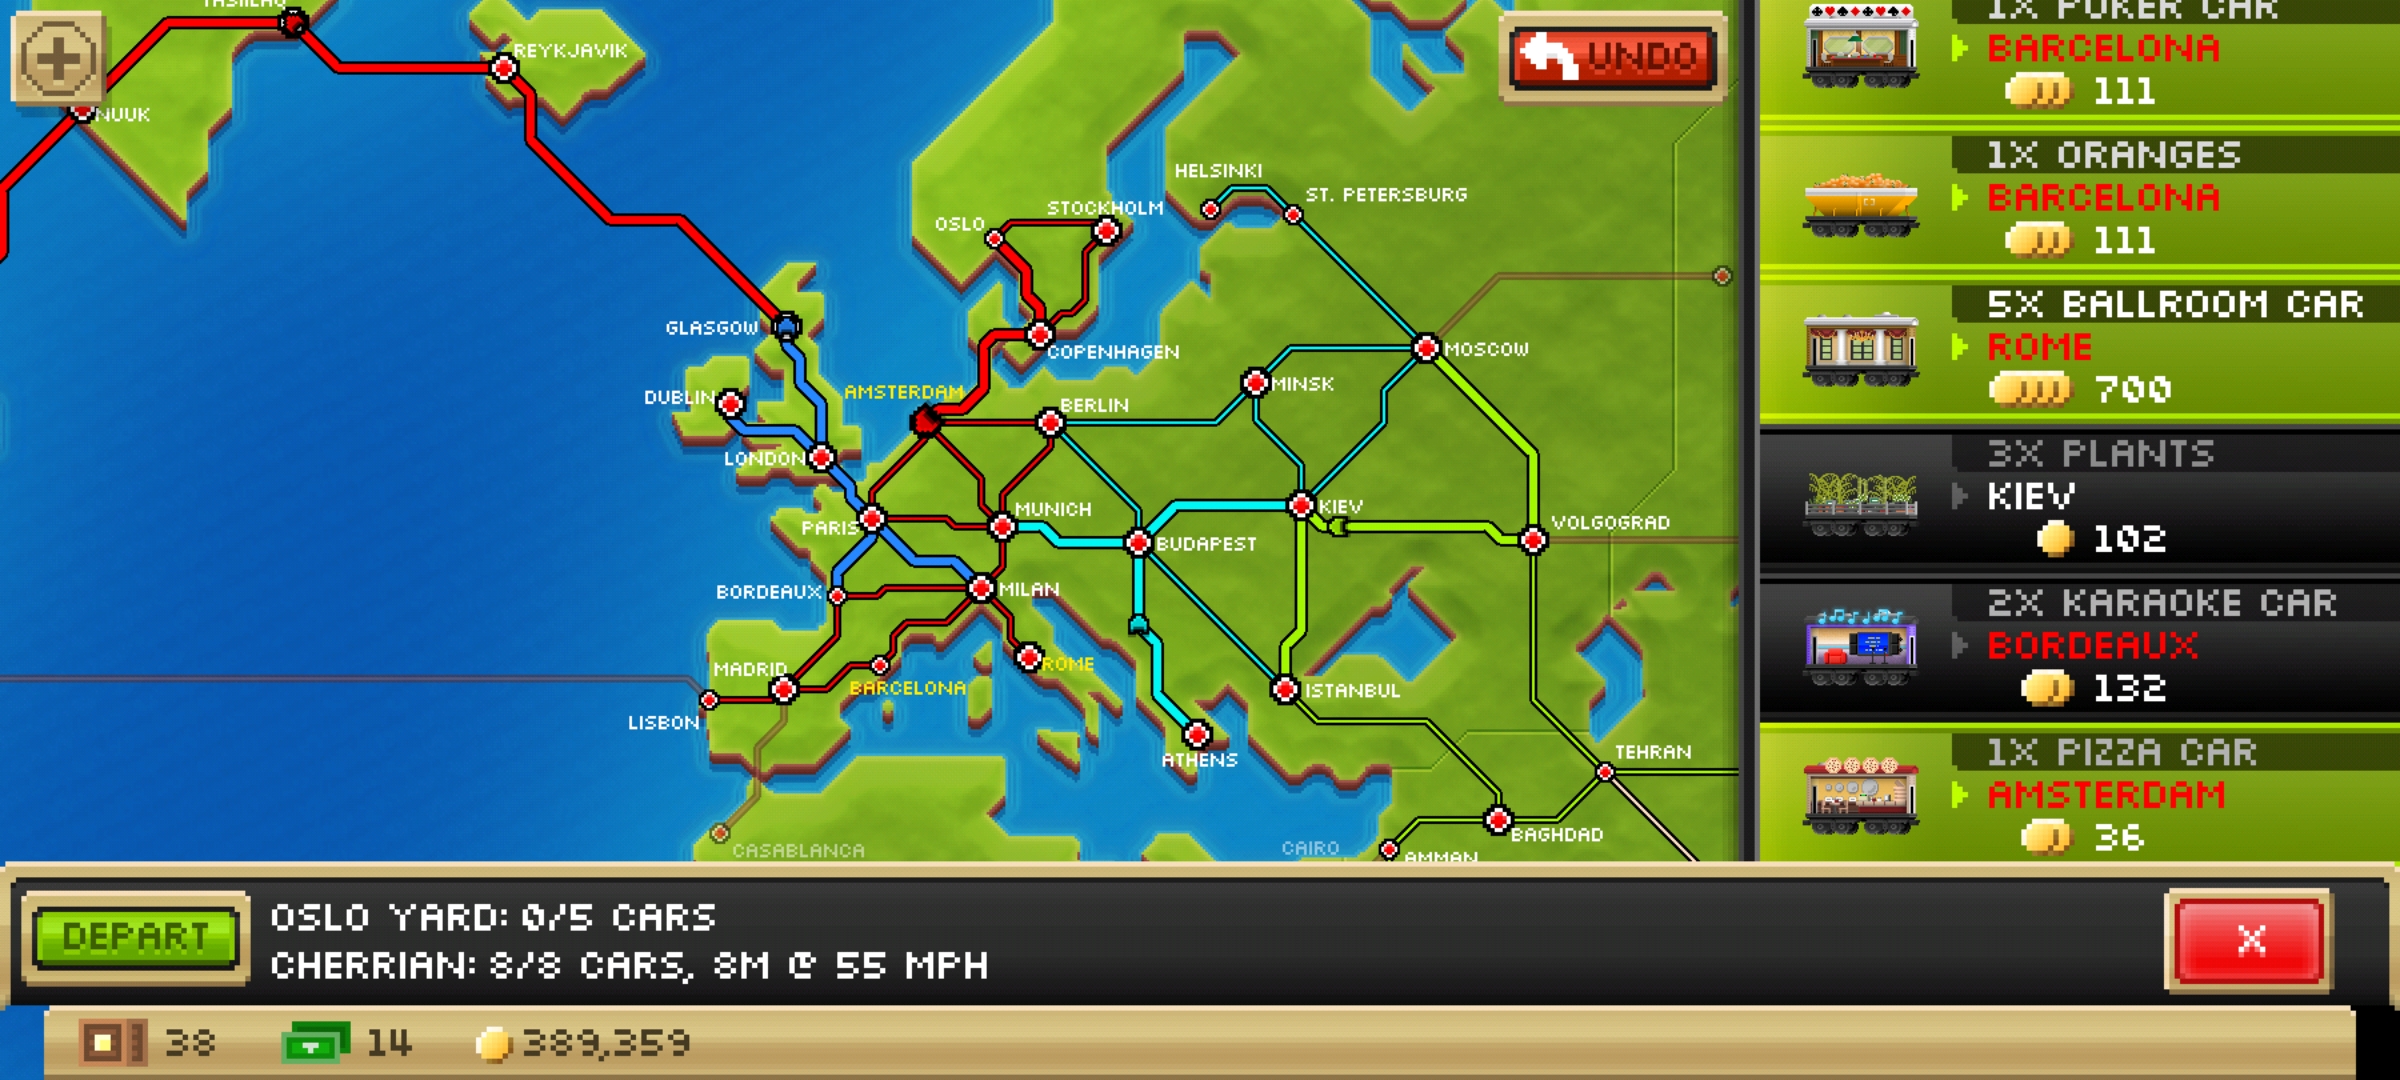 TASIILAQ
REYKJAVIK
NUUK
UNDO
HELSINKI
ST. PETERSBURG
STOCKHOLM
OSLO
GLASGOW
MOSCOW
COPENHAGEN
MINSK
DUBLIN
AMSTERDAM
BERLIN
LONDON
MUNICH
KIEV
PARIS
VOLGOGRAD
BUDAPEST
BORDEAUX
MILAN
MADRID
ROME
BARCELONA
ISTANBUL
LISBON
ATHENS
TEHRAN
BAGHDAD
CASABLANCA
CAIRO
AMMAN
1X POKER CAR
BARCELONA
111
1X ORANGES
BARCELONA
111
5X BALLROOM CAR
ROME
700
3X PLANTS
KIEV
102
2X KARAOKE CAR
BORDEAUX
132
1X PIZZA CAR
AMSTERDAM
36
DEPART
OSLO YARD: 0/5 CARS
CHERRIAN: 8/8 CARS, 8M @ 55 MPH
X
38
14
389,359